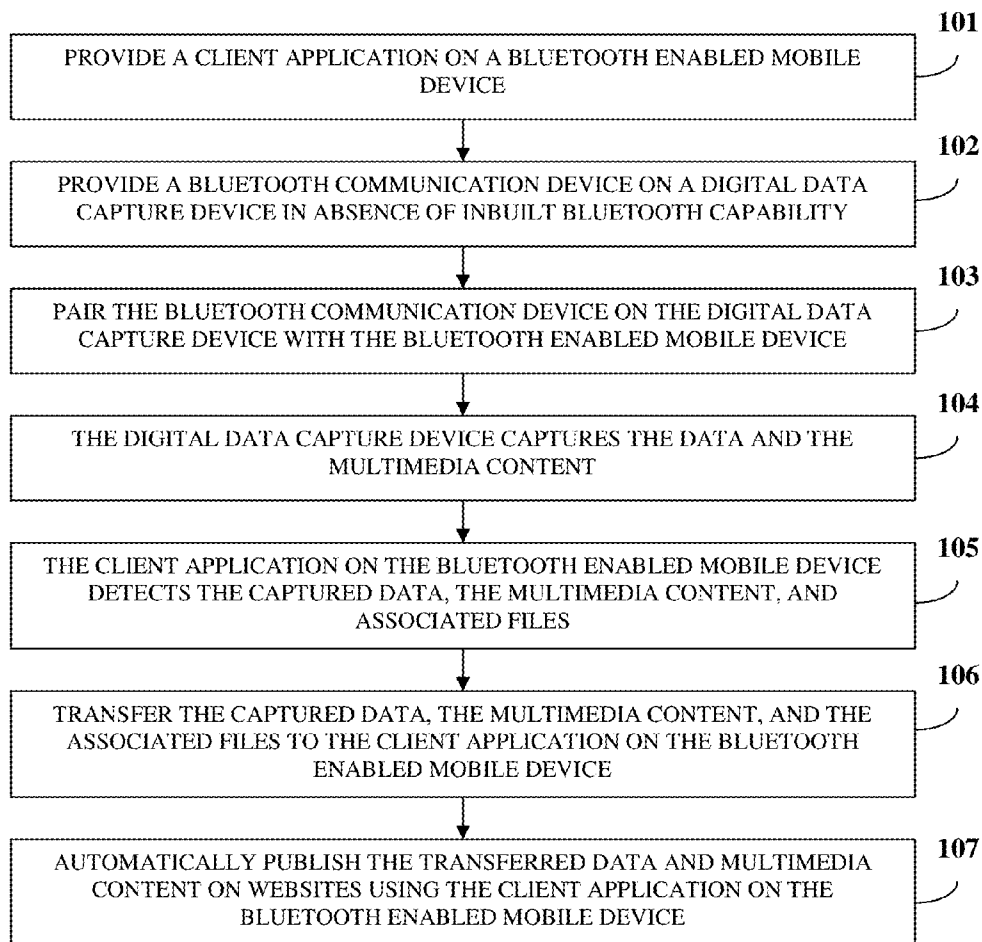 101
PROVIDE A CLIENT APPLICATION ON A BLUETOOTH ENABLED MOBILE
DEVICE
102
PROVIDE A BLUETOOTH COMMUNICATION DEVICE ON A DIGITAL DATA
CAPTURE DEVICE IN ABSENCE OF INBUILT BLUETOOTH CAPABILITY
103
PAIR THE BLUETOOTH COMMUNICATION DEVICE ON THE DIGITAL DATA
CAPTURE DEVICE WITH THE BLUETOOTH ENABLED MOBILE DEVICE
104
THE DIGITAL DATA CAPTURE DEVICE CAPTURES THE DATA AND THE
MULTIMEDIA CONTENT
105
THE CLIENT APPLICATION ON THE BLUETOOTH ENABLED MOBILE DEVICE
DETECTS THE CAPTURED DATA, THE MULTIMEDIA CONTENT, AND
ASSOCIATED FILES
106
TRANSFER THE CAPTURED DATA, THE MULTIMEDIA CONTENT, AND THE
ASSOCIATED FILES TO THE CLIENT APPLICATION ON THE BLUETOOTH
ENABLED MOBILE DEVICE
107
AUTOMATICALLY PUBLISH THE TRANSFERRED DATA AND MULTIMEDIA
CONTENT ON WEBSITES USING THE CLIENT APPLICATION ON THE
BLUETOOTH ENABLED MOBILE DEVICE